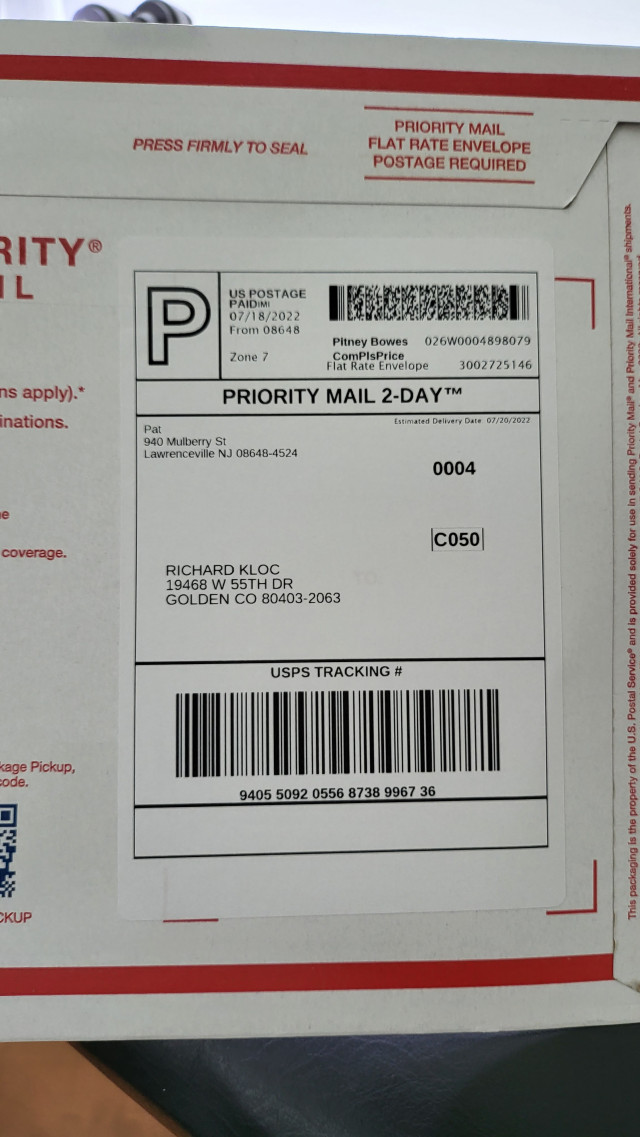 PRESS FIRMLY TO SEAL
PRIORITY MAIL
FLAT RATE ENVELOPE
POSTAGE REQUIRED
RITY®
IL
ns apply).*
inations.
e
coverage.
kage Pickup,
code.
CKUP
P
US POSTAGE
PAID IMI
07/18/2022
From 08648
Zone 7
Pitney Bowes 026W0004898079
ComPlsPrice
Flat Rate Envelope 3002725146
PRIORITY MAIL 2-DAY™
Estimated Delivery Date 07/20/2022
Pat
940 Mulberry St
Lawrenceville NJ 08648-4524
0004
C050
RICHARD KLOC
19468 W 55TH DR
GOLDEN CO 80403-2063
USPS TRACKING #
9405 5092 0556 8738 9967 36
This packaging is the property of the U.S. Postal Service® and is provided solely for use in sending Priority Mail® and Priority Mail International® shipments.